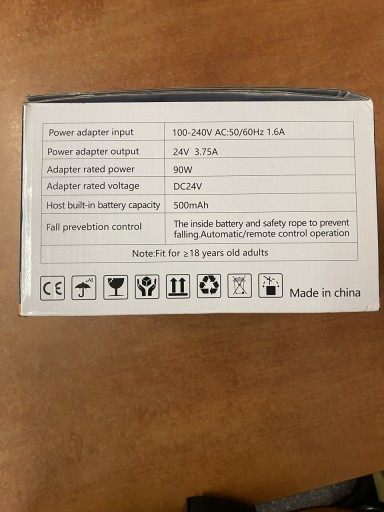 Power adapter input 100-240V AC:50/60Hz 1.6A
Power adapter output 24V 3.75A
Adapter rated power 90W
Adapter rated voltage DC24V
Host built-in battery capacity 500mAh
Fall prevebtion control The inside battery and safety rope to prevent
falling.Automatic/remote control operation
Note:Fit for ≥18 years old adults
CE
Made in china